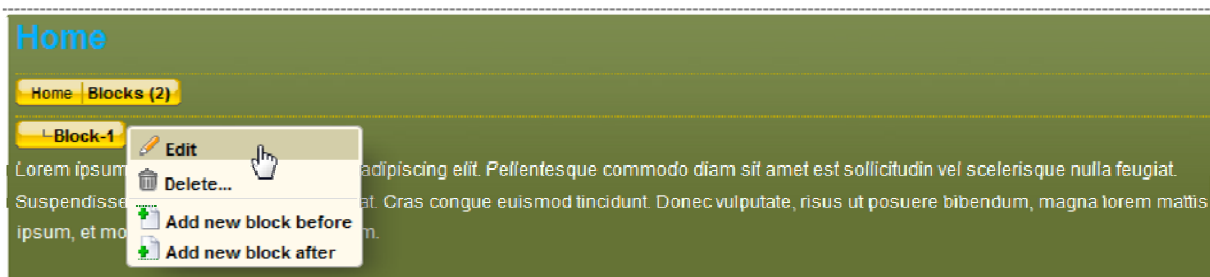 Home
Home Blocks (2)
Block-1
Edit
Delete...
Add new block before
Add new block after
Lorem ipsum adipiscing elit. Pellentesque commodo diam sit amet est sollicitudin vel scelerisque nulla feugiat.
Suspendisse at. Cras congue euismod tincidunt. Donec vulputate, risus ut posuere bibendum, magna lorem mattis
ipsum, et mo m.